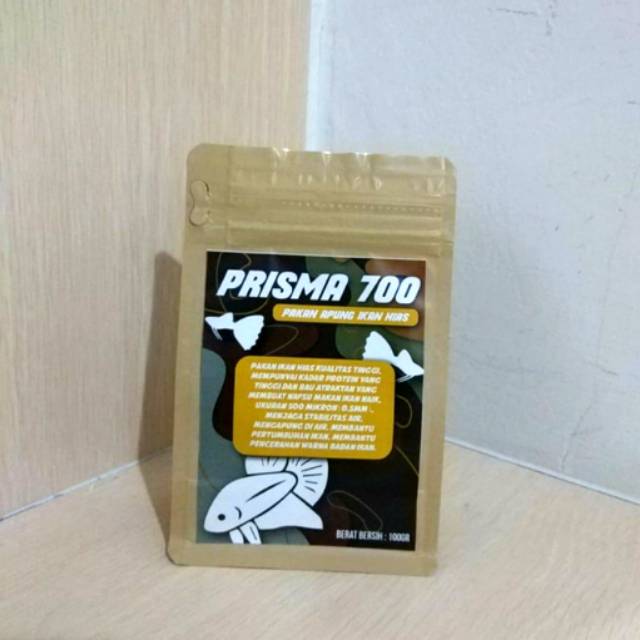 PRISMA 700
PAKAN APUNG IKAN HIAS
PAKAN IKAN HIAS KUALITAS TINGGI,
MEMPUNYAI KADAR PROTEIN YANG
TINGGI DAN BAU ATRAKTAN YANG
MEMBUAT NAPSU MAKAN IKAN NAIK,
UKURAN 500 MIKRON (0,5MM),
MENJAGA STABILITAS AIR,
MENGAPUNG DI AIR, MEMBANTU
PERTUMBUHAN IKAN, MEMBANTU
PENCERAHAN WARNA BADAN IKAN.
BERAT BERSIH : 100GR